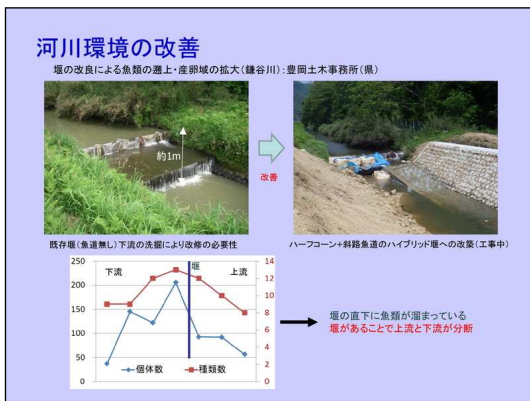 河川環境の改善
堰の改良による魚類の遡上・産卵域の拡大(鎌谷川):豊岡土木事務所(県)
約1m
改善
既存堰(魚道無し)下流の洗掘により改修の必要性
ハーフコーン+斜路魚道のハイブリッド堰への改築(工事中)
250
200
150
100
50
0
下流
堰
上流
14
12
10
8
6
4
2
0
個体数
種類数
堰の直下に魚類が溜まっている
堰があることで上流と下流が分断